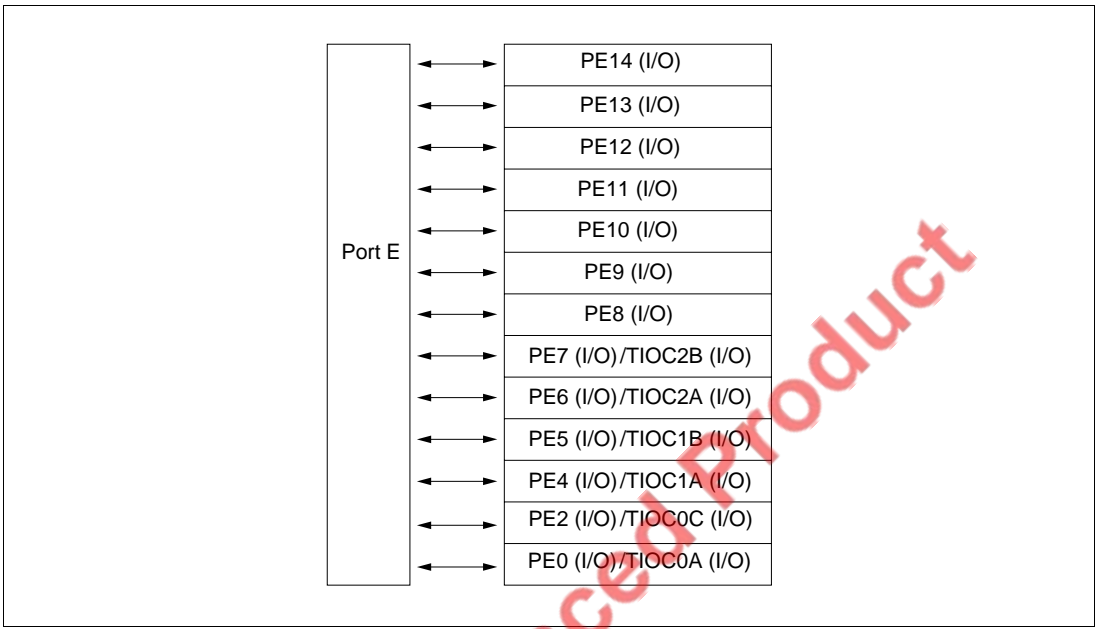 PE14 (I/O)
PE13 (I/O)
PE12 (I/O)
PE11 (I/O)
PE10 (I/O)
Port E
PE9 (I/O)
PE8 (I/O)
PE7 (I/O)/TIOC2B (I/O)
PE6 (I/O)/TIOC2A (I/O)
PE5 (I/O)/TIOC1B (I/O)
PE4 (I/O)/TIOC1A (I/O)
PE2 (I/O)/TIOC0C (I/O)
PE0 (I/O)/TIOC0A (I/O)
Product